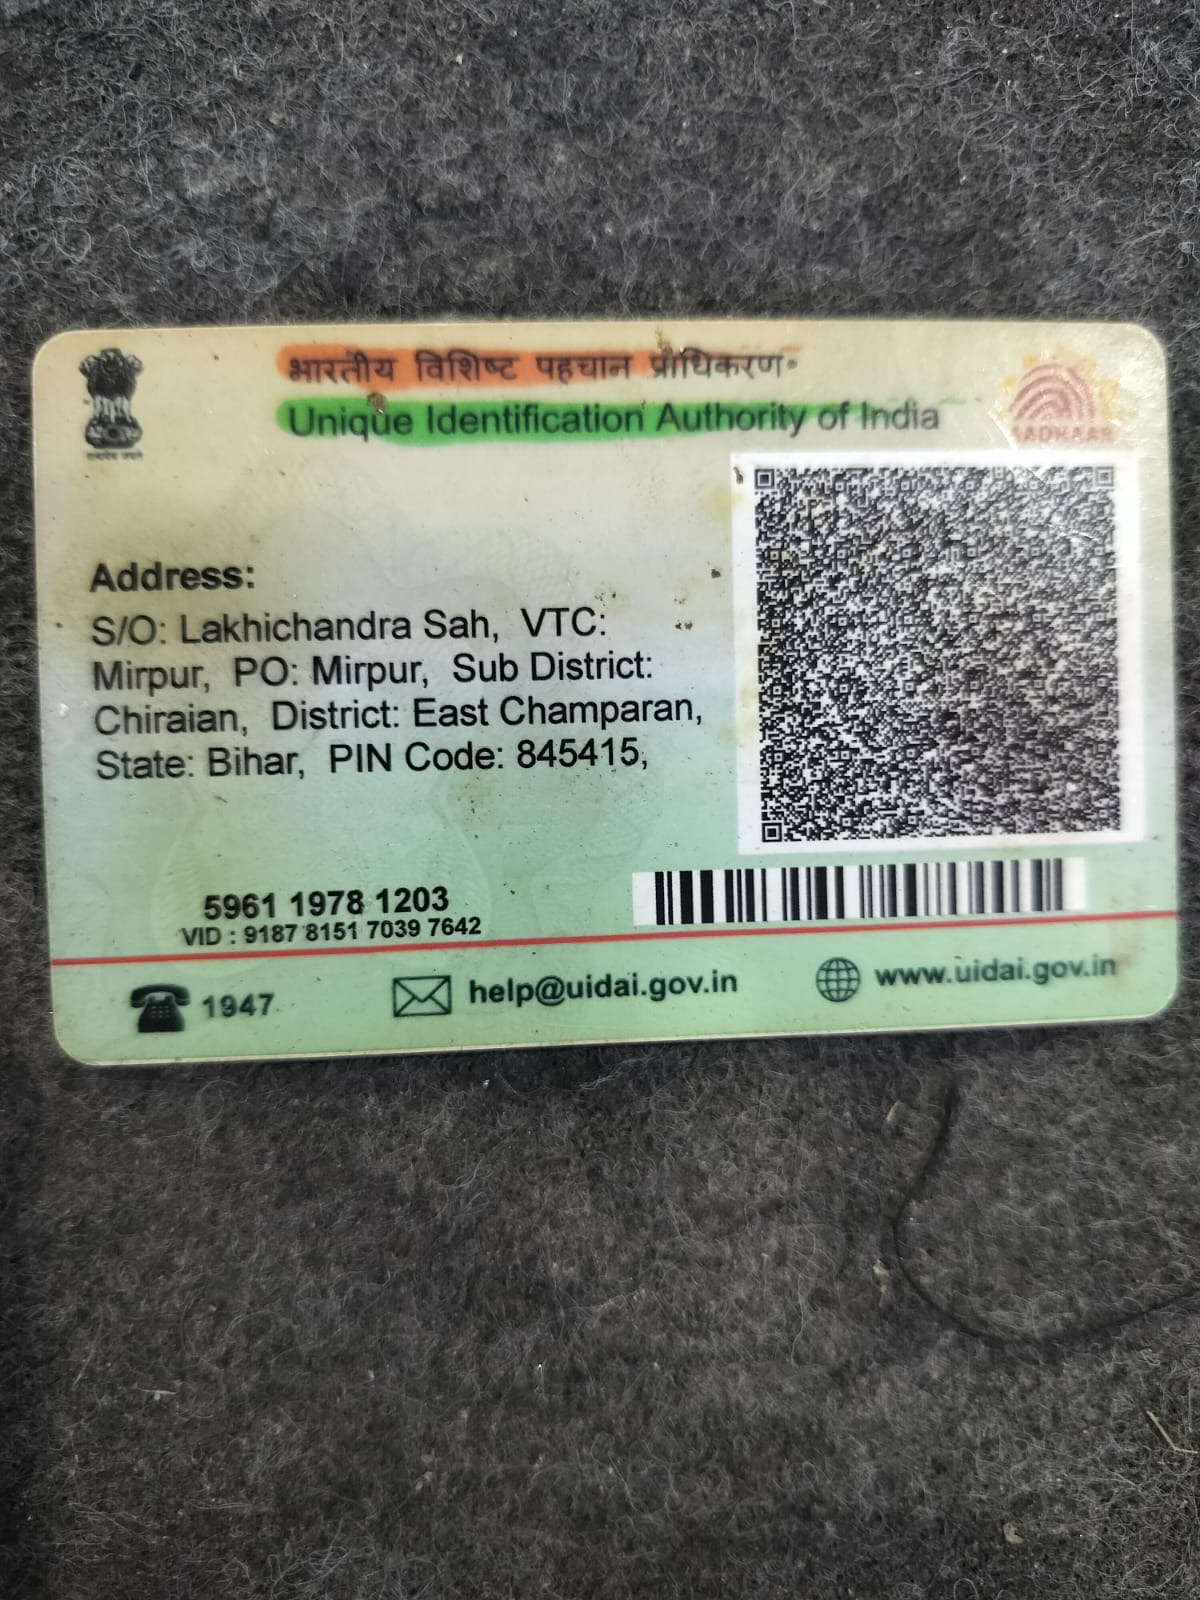 भारतीय विशिष्ट पहचान प्राधिकरण
Unique Identification Authority of India
AADHAAR
Address:
S/O: Lakhichandra Sah, VTC:
Mirpur, PO: Mirpur, Sub District:
Chiraian, District: East Champaran,
State: Bihar, PIN Code: 845415,
5961 1978 1203
VID : 9187 8151 7039 7642
1947
help@uidai.gov.in
www.uidai.gov.in